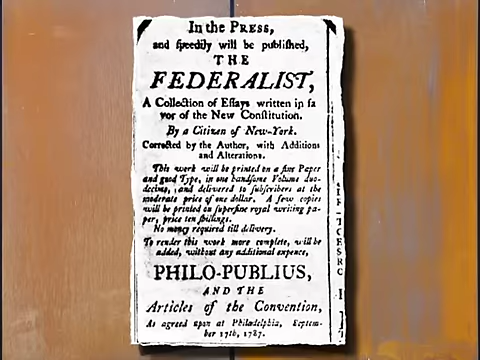 In the PRESS,
and speedily will be published,
THE
FEDERALIST,
A Collection of Essays written in fa
vor of the New Constitution.
By a Citizen of New-York.
Corrected by the Author, with Additions
and Alterations.
This work will be printed on a fine Paper
and good Type, in one handsome Volume duo-
decimo, and delivered to subscribers at the
moderate price of one dollar. A few copies
will be printed on superfine royal writing pa-
per, price ten shillings.
No money required till delivery.
To render this work more complete, will be
added, without any additional expence,
PHILO-PUBLIUS,
AND THE
Articles of the Convention,
As agreed upon at Philadelphia, Septem-
ber 17th, 1787.